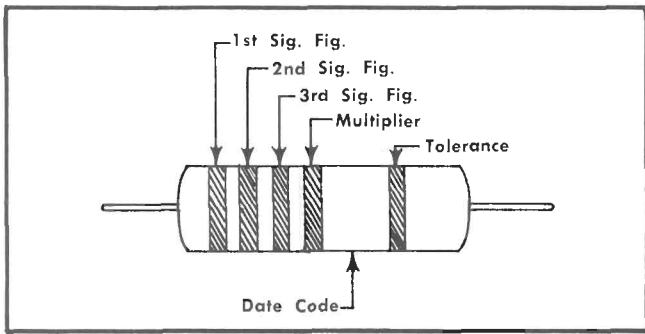 1st Sig. Fig.
2nd Sig. Fig.
3rd Sig. Fig.
Multiplier
Tolerance
Date Code